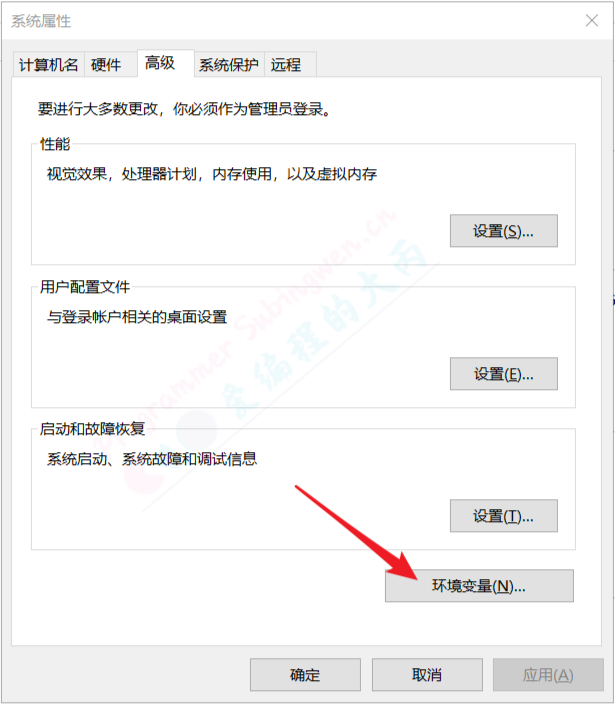 系统属性
计算机名 硬件 高级 系统保护 远程
要进行大多数更改，你必须作为管理员登录。
性能
视觉效果，处理器计划，内存使用，以及虚拟内存
设置(S)...
用户配置文件
与登录帐户相关的桌面设置
设置(E)...
启动和故障恢复
系统启动、系统故障和调试信息
设置(T)...
环境变量(N)...
确定 取消 应用(A)
Programmer Subingwen.cn
爱编程的大丙